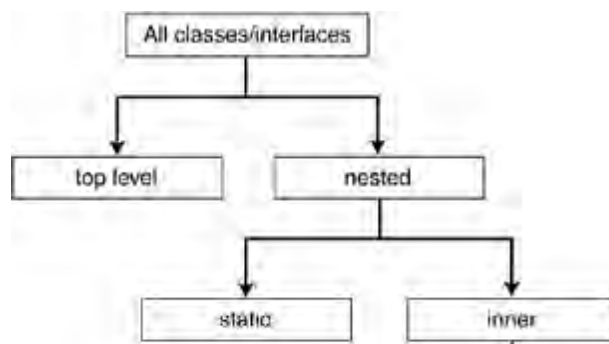 All classes/interfaces
top level
nested
static
inner